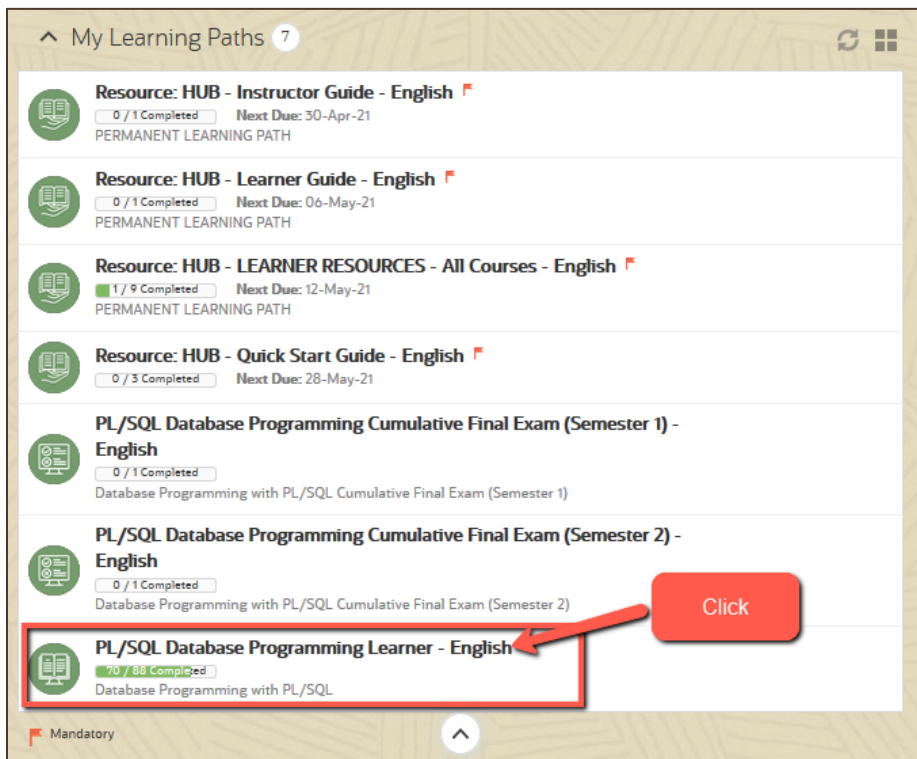 My Learning Paths 7
Resource: HUB - Instructor Guide - English
0 / 1 Completed Next Due: 30-Apr-21
PERMANENT LEARNING PATH
Resource: HUB - Learner Guide - English
0 / 1 Completed Next Due: 06-May-21
PERMANENT LEARNING PATH
Resource: HUB - LEARNER RESOURCES - All Courses - English
1 / 9 Completed Next Due: 12-May-21
PERMANENT LEARNING PATH
Resource: HUB - Quick Start Guide - English
0 / 3 Completed Next Due: 28-May-21
PL/SQL Database Programming Cumulative Final Exam (Semester 1) -
English
0 / 1 Completed
Database Programming with PL/SQL Cumulative Final Exam (Semester 1)
PL/SQL Database Programming Cumulative Final Exam (Semester 2) -
English
0 / 1 Completed
Database Programming with PL/SQL Cumulative Final Exam (Semester 2)
Click
PL/SQL Database Programming Learner - English
70 / 88 Completed
Database Programming with PL/SQL
Mandatory